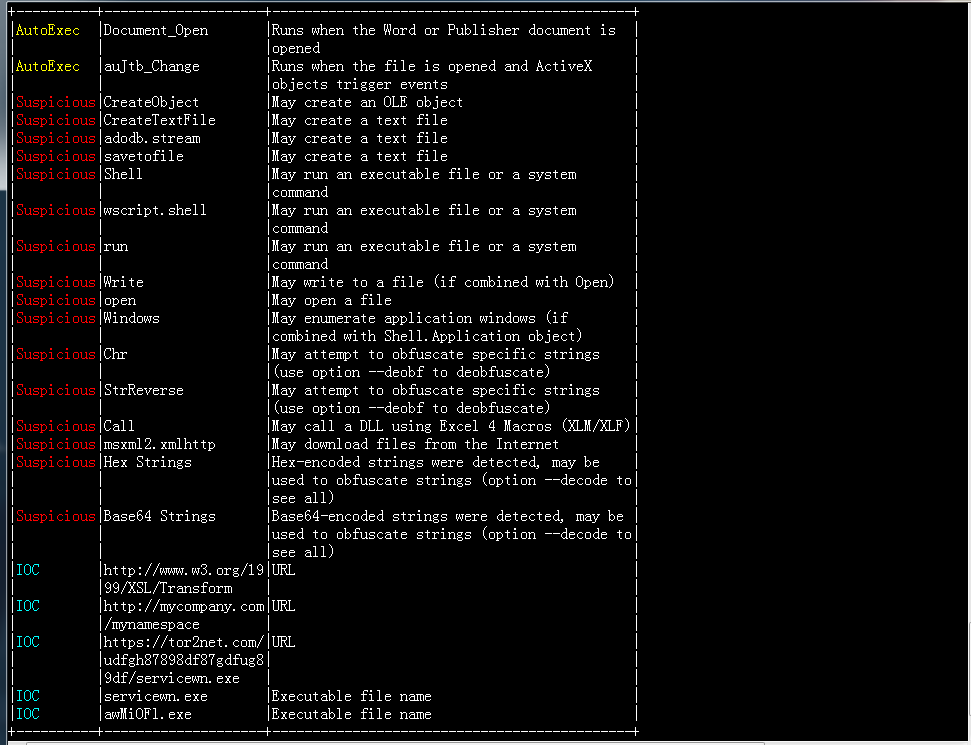 +----------+--------------------+---------------------------------------------+
|AutoExec |Document_Open |Runs when the Word or Publisher document is |
| | |opened |
|AutoExec |auJtb_Change |Runs when the file is opened and ActiveX |
| | |objects trigger events |
|Suspicious|CreateObject |May create an OLE object |
|Suspicious|CreateTextFile |May create a text file |
|Suspicious|adodb.stream |May create a text file |
|Suspicious|savetofile |May create a text file |
|Suspicious|Shell |May run an executable file or a system |
| | |command |
|Suspicious|wscript.shell |May run an executable file or a system |
| | |command |
|Suspicious|run |May run an executable file or a system |
| | |command |
|Suspicious|Write |May write to a file (if combined with Open) |
|Suspicious|open |May open a file |
|Suspicious|Windows |May enumerate application windows (if |
| | |combined with Shell.Application object) |
|Suspicious|Chr |May attempt to obfuscate specific strings |
| | |(use option --deobf to deobfuscate) |
|Suspicious|StrReverse |May attempt to obfuscate specific strings |
| | |(use option --deobf to deobfuscate) |
|Suspicious|Call |May call a DLL using Excel 4 Macros (XLM/XLF)|
|Suspicious|msxml2.xmlhttp |May download files from the Internet |
|Suspicious|Hex Strings |Hex-encoded strings were detected, may be |
| | |used to obfuscate strings (option --decode to|
| | |see all) |
|Suspicious|Base64 Strings |Base64-encoded strings were detected, may be |
| | |used to obfuscate strings (option --decode to|
| | |see all) |
|IOC |http://www.w3.org/19|URL |
| |99/XSL/Transform | |
|IOC |http://mycompany.com|URL |
| |/mynamespace | |
|IOC |https://tor2net.com/|URL |
| |udfgh87898df87gdfug8| |
| |9df/servicewn.exe | |
|IOC |servicewn.exe |Executable file name |
|IOC |awMiOFl.exe |Executable file name |
+----------+--------------------+---------------------------------------------+